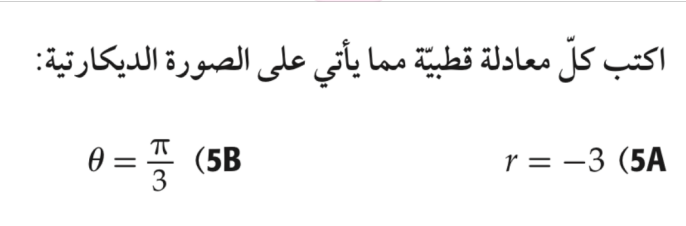 اكتب كلّ معادلة قطبيّة مما يأتي على الصورة الديكارتية:
5A) r = −3   5B) θ = π/3